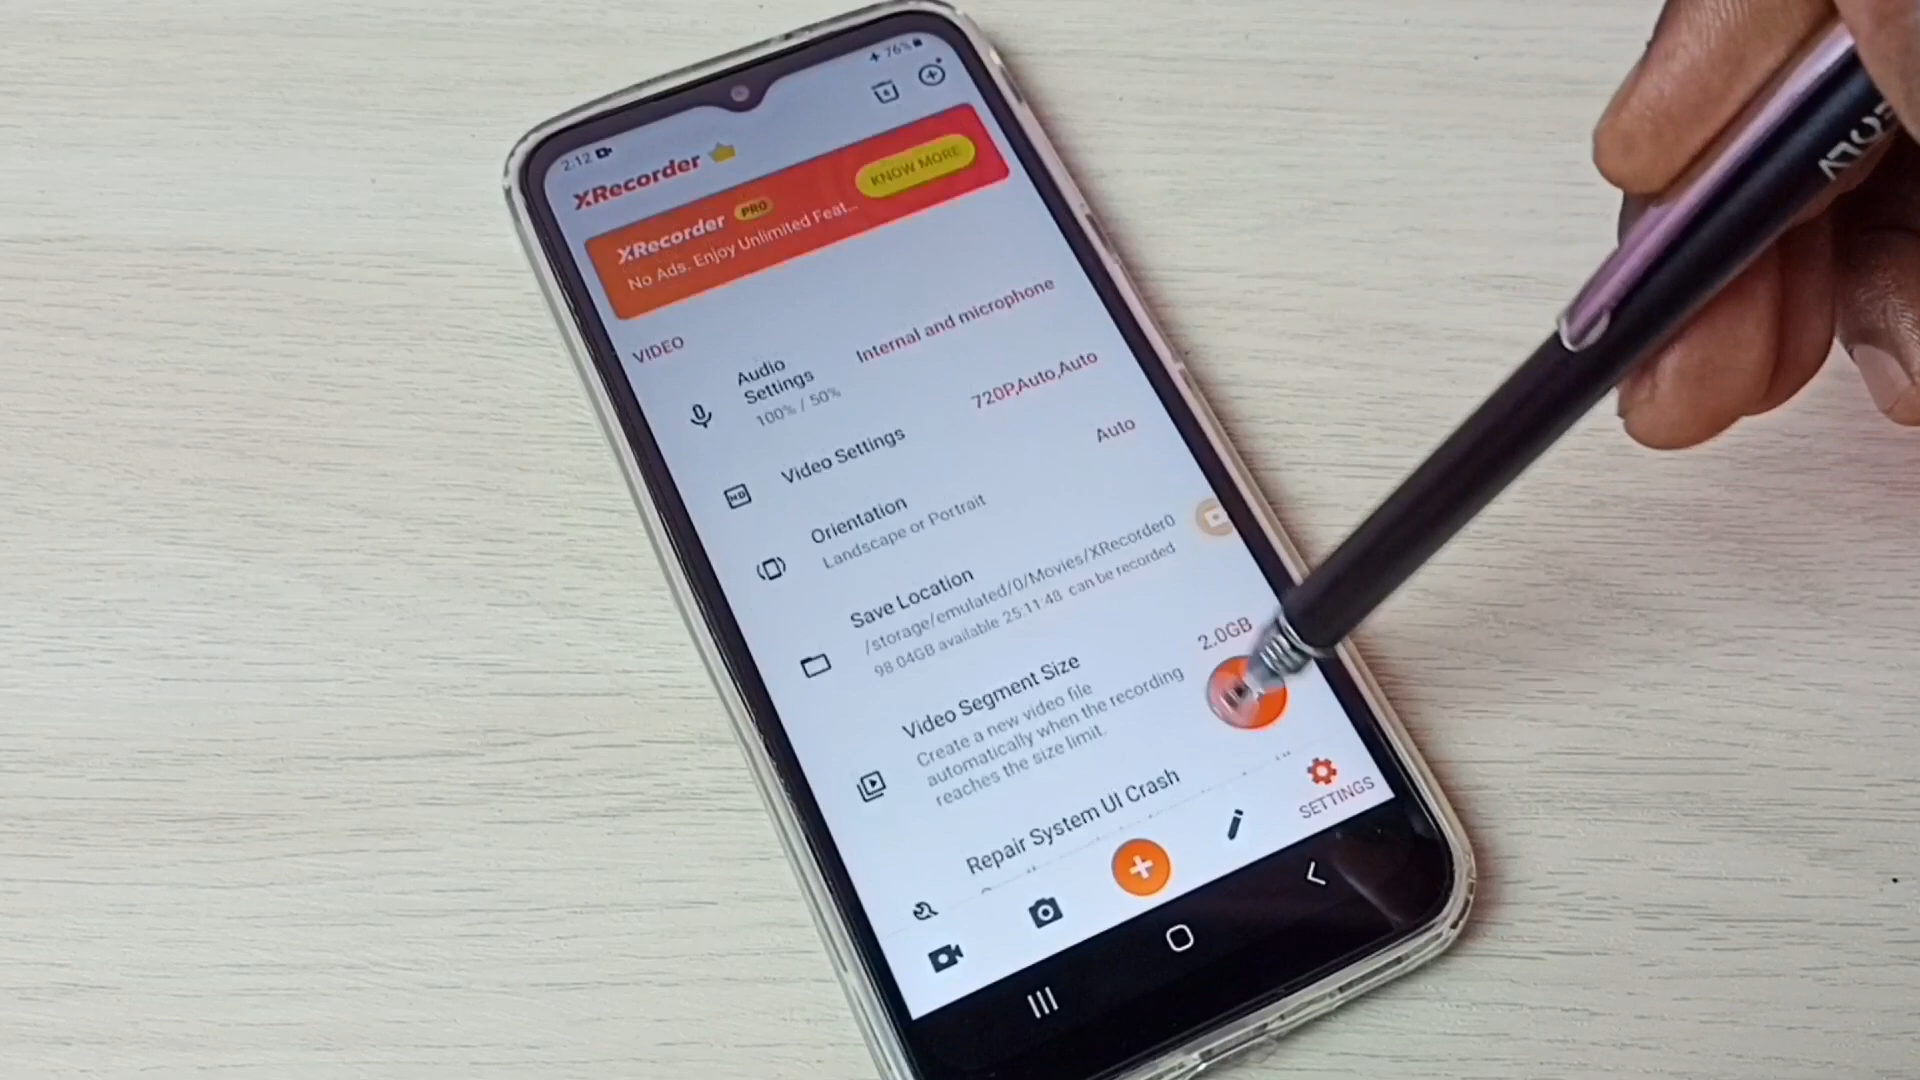 2:12
76%
XRecorder
XRecorder PRO
No Ads. Enjoy Unlimited Feat...
KNOW MORE
VIDEO
Audio
Settings
100% / 50%
Internal and microphone
Video Settings
720P,Auto,Auto
HD
Orientation
Landscape or Portrait
Auto
Save Location
/storage/emulated/0/Movies/XRecorder0
98.04GB available 25:11:48 can be recorded
Video Segment Size
Create a new video file
automatically when the recording
reaches the size limit.
2.0GB
Repair System UI Crash
SETTINGS